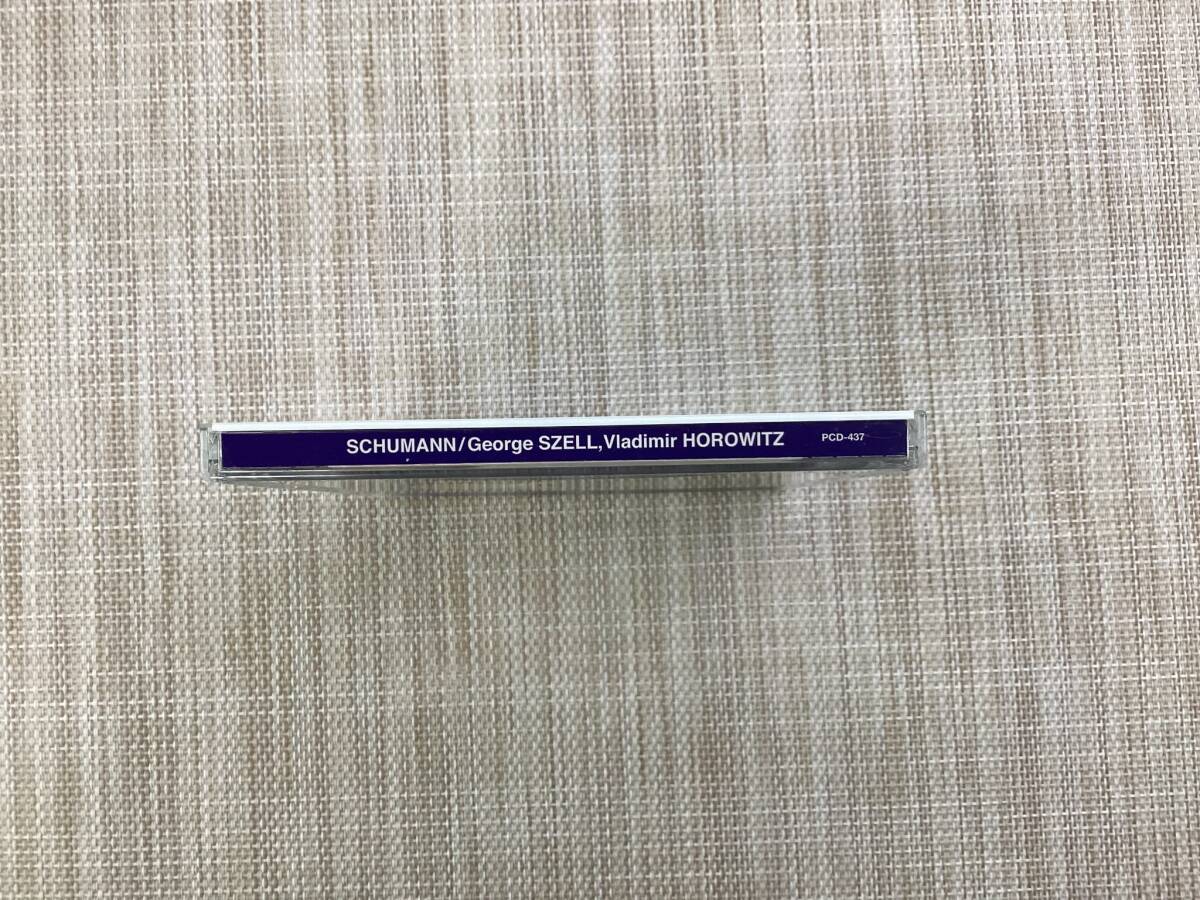 SCHUMANN/George SZELL,Vladimir HOROWITZ PCD-437